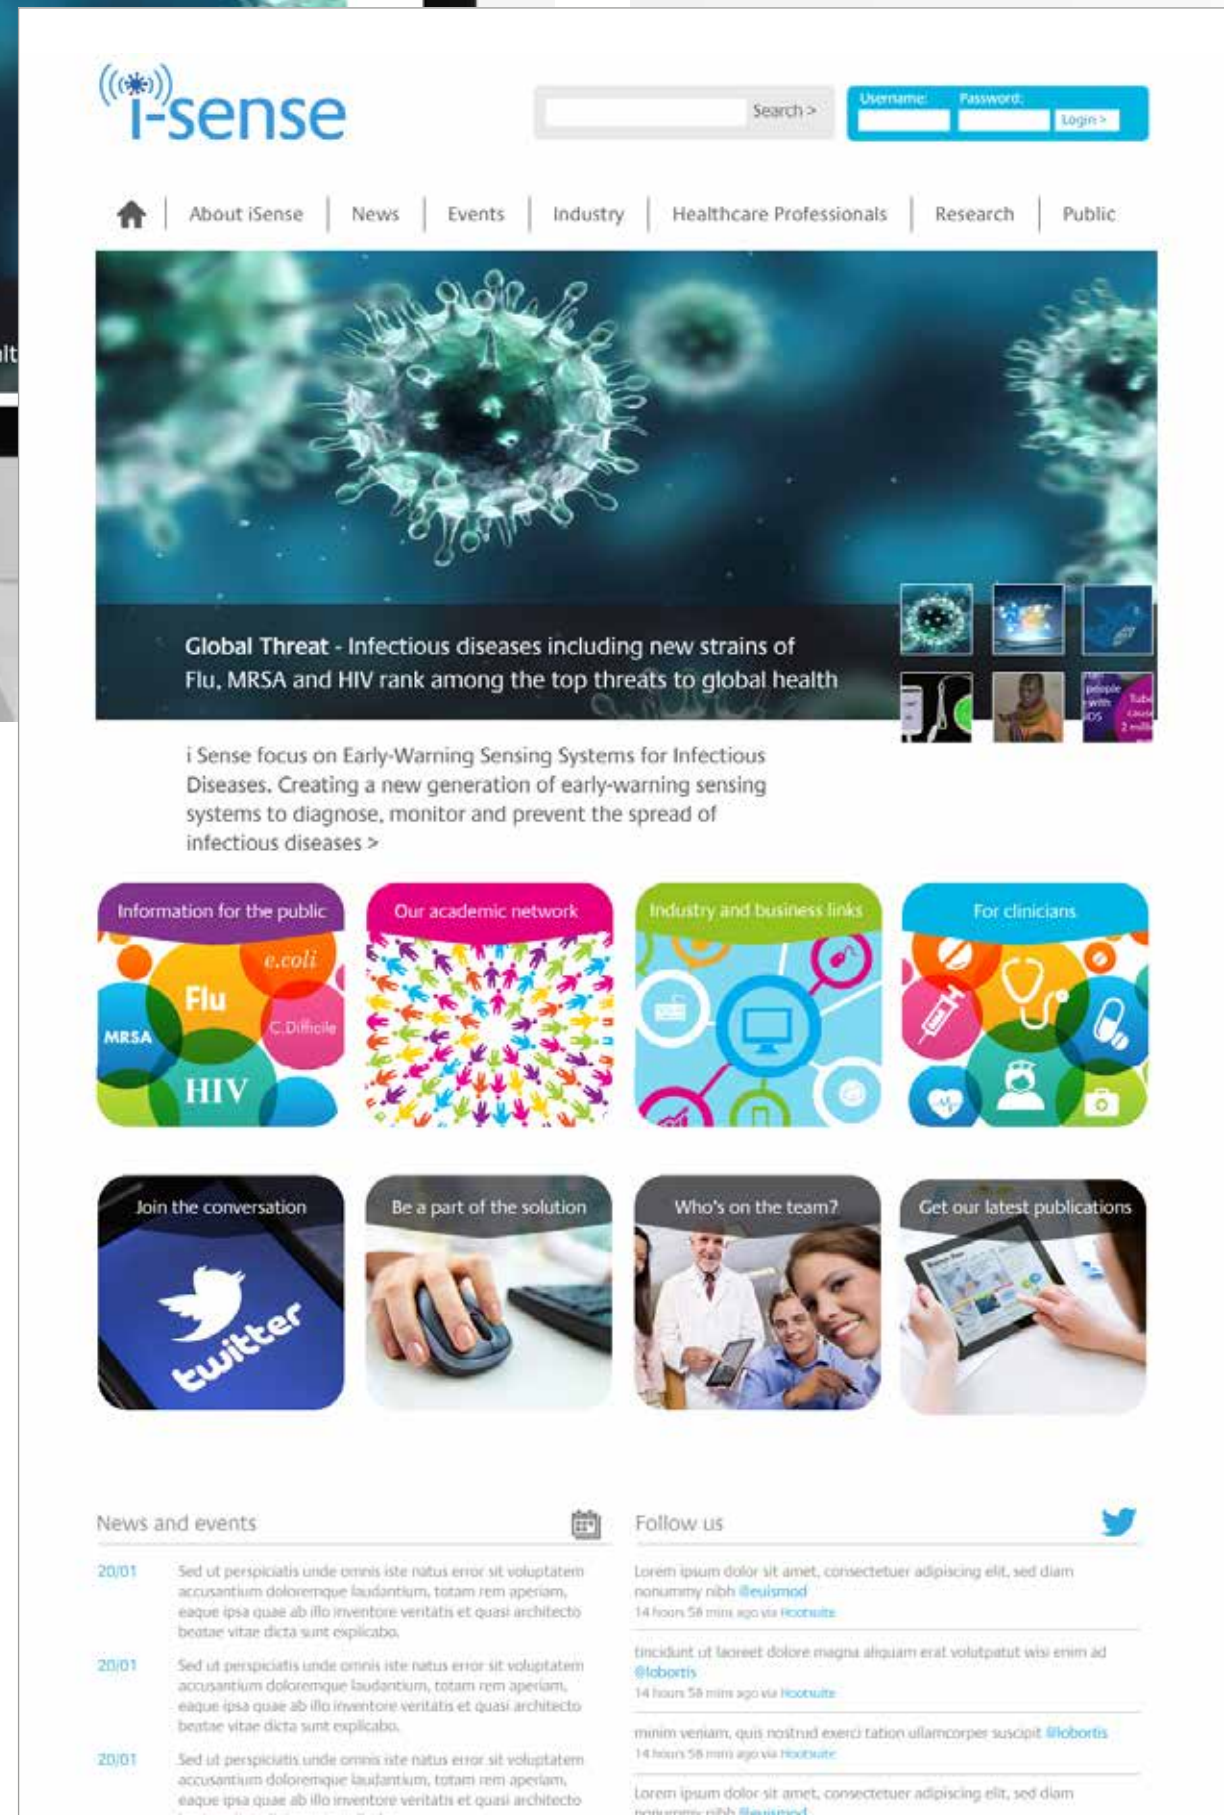 i-sense
Search >
Username: Password:
Login >
About iSense News Events Industry Healthcare Professionals Research Public
Global Threat - Infectious diseases including new strains of
Flu, MRSA and HIV rank among the top threats to global health
people
with
i Sense focus on Early-Warning Sensing Systems for Infectious
Diseases. Creating a new generation of early-warning sensing
systems to diagnose, monitor and prevent the spread of
infectious diseases >
Information for the public
e.coli
Flu
C.Difficile
MRSA
HIV
Our academic network
Industry and business links
For clinicians
Join the conversation
twitter
Be a part of the solution
Who's on the team?
Get our latest publications
News and events
20/01 Sed ut perspiciatis unde omnis iste natus error sit voluptatem
accusantium doloremque laudantium, totam rem aperiam,
eaque ipsa quae ab illo inventore veritatis et quasi architecto
beatae vitae dicta sunt explicabo.
20/01 Sed ut perspiciatis unde omnis iste natus error sit voluptatem
accusantium doloremque laudantium, totam rem aperiam,
eaque ipsa quae ab illo inventore veritatis et quasi architecto
beatae vitae dicta sunt explicabo.
20/01 Sed ut perspiciatis unde omnis iste natus error sit voluptatem
accusantium doloremque laudantium, totam rem aperiam,
eaque ipsa quae ab illo inventore veritatis et quasi architecto
Follow us
Lorem ipsum dolor sit amet, consectetuer adipiscing elit, sed diam
nonummy nibh @euismod
14 hours 58 mins ago via Hootsuite
tincidunt ut laoreet dolore magna aliquam erat volutpatut wisi enim ad
@lobortis
14 hours 58 mins ago via Hootsuite
minim veniam, quis nostrud exerci tation ullamcorper suscipit @lobortis
14 hours 58 mins ago via Hootsuite
Lorem ipsum dolor sit amet, consectetuer adipiscing elit, sed diam
nonummy nibh @euismod